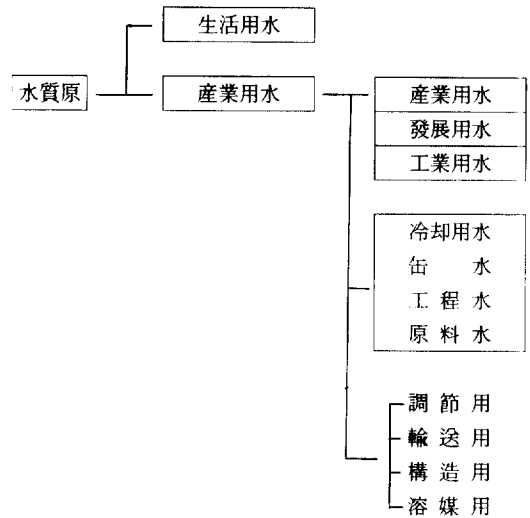 生活用水
水質原
産業用水
産業用水
發展用水
工業用水
冷却用水
缶 水
工 程 水
原 料 水
調 節 用
輸 送 用
構 造 用
溶 媒 用